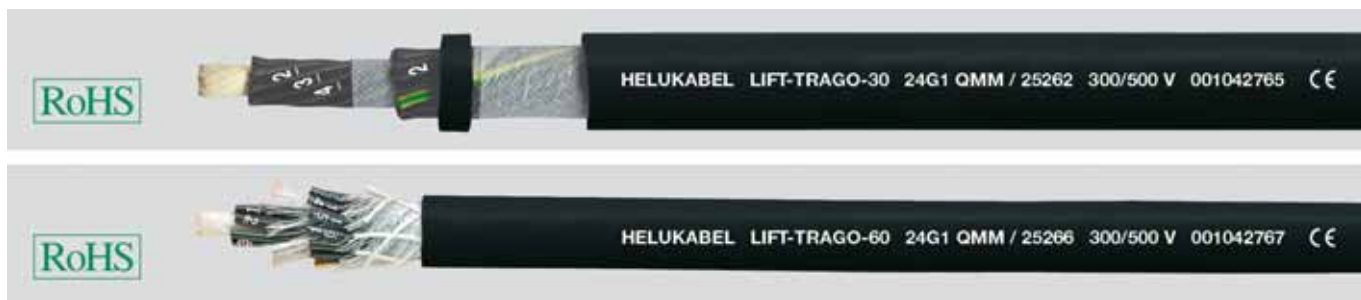 RoHS
HELUKABEL LIFT-TRAGO-30 24G1 QMM / 25262 300/500 V 001042765 CE
RoHS
HELUKABEL LIFT-TRAGO-60 24G1 QMM / 25266 300/500 V 001042767 CE